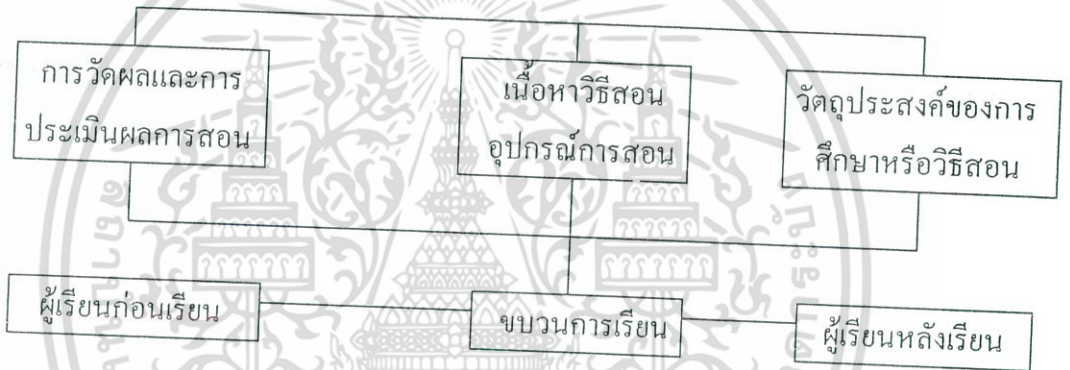 การวัดผลและการ
ประเมินผลการสอน
เนื้อหาวิธีสอน
อุปกรณ์การสอน
วัตถุประสงค์ของการ
ศึกษาหรือวิธีสอน
ผู้เรียนก่อนเรียน
ขบวนการเรียน
ผู้เรียนหลังเรียน